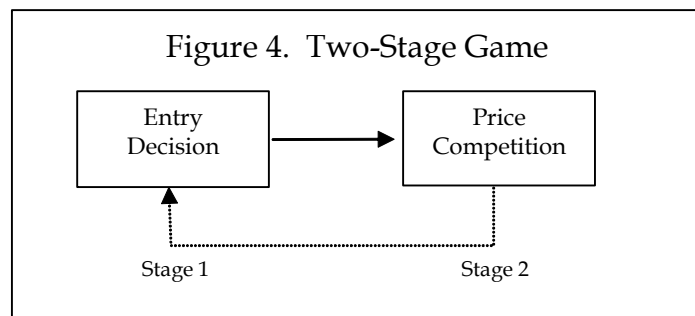 Figure 4. Two-Stage Game
Entry
Decision
Price
Competition
Stage 1
Stage 2